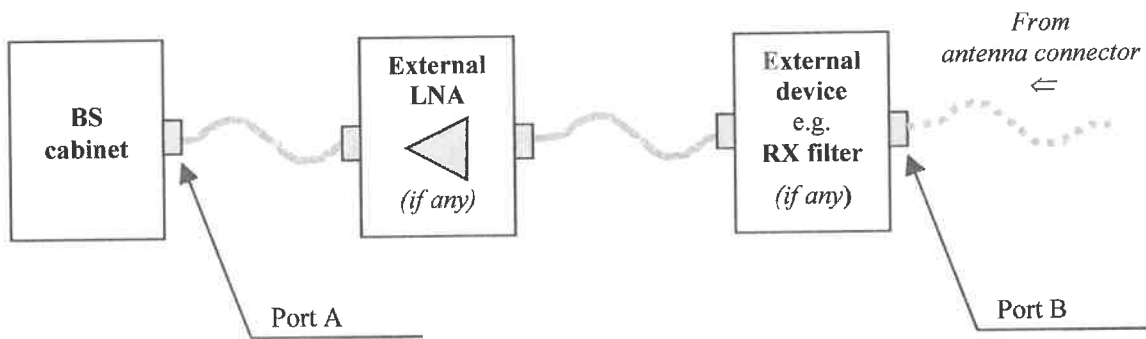 BS
cabinet
External
LNA
(if any)
External
device
e.g.
RX filter
(if any)
From
antenna connector
⇐
Port A
Port B